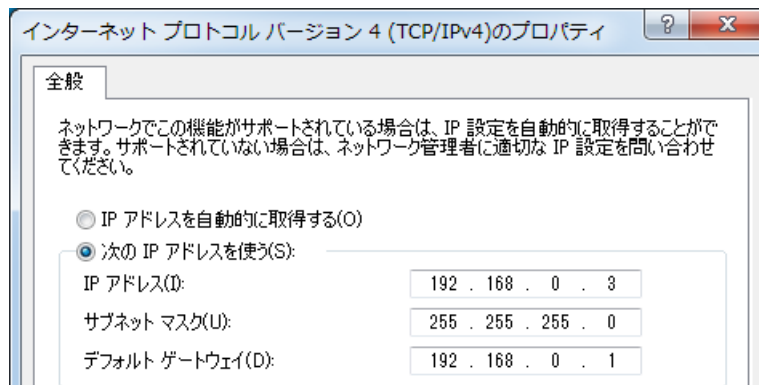 インターネット プロトコル バージョン 4 (TCP/IPv4)のプロパティ
全般
ネットワークでこの機能がサポートされている場合は、IP 設定を自動的に取得することがで
きます。サポートされていない場合は、ネットワーク管理者に適切な IP 設定を問い合わせ
てください。
IP アドレスを自動的に取得する(O)
次の IP アドレスを使う(S):
IP アドレス(I): 192 . 168 . 0 . 3
サブネット マスク(U): 255 . 255 . 255 . 0
デフォルト ゲートウェイ(D): 192 . 168 . 0 . 1